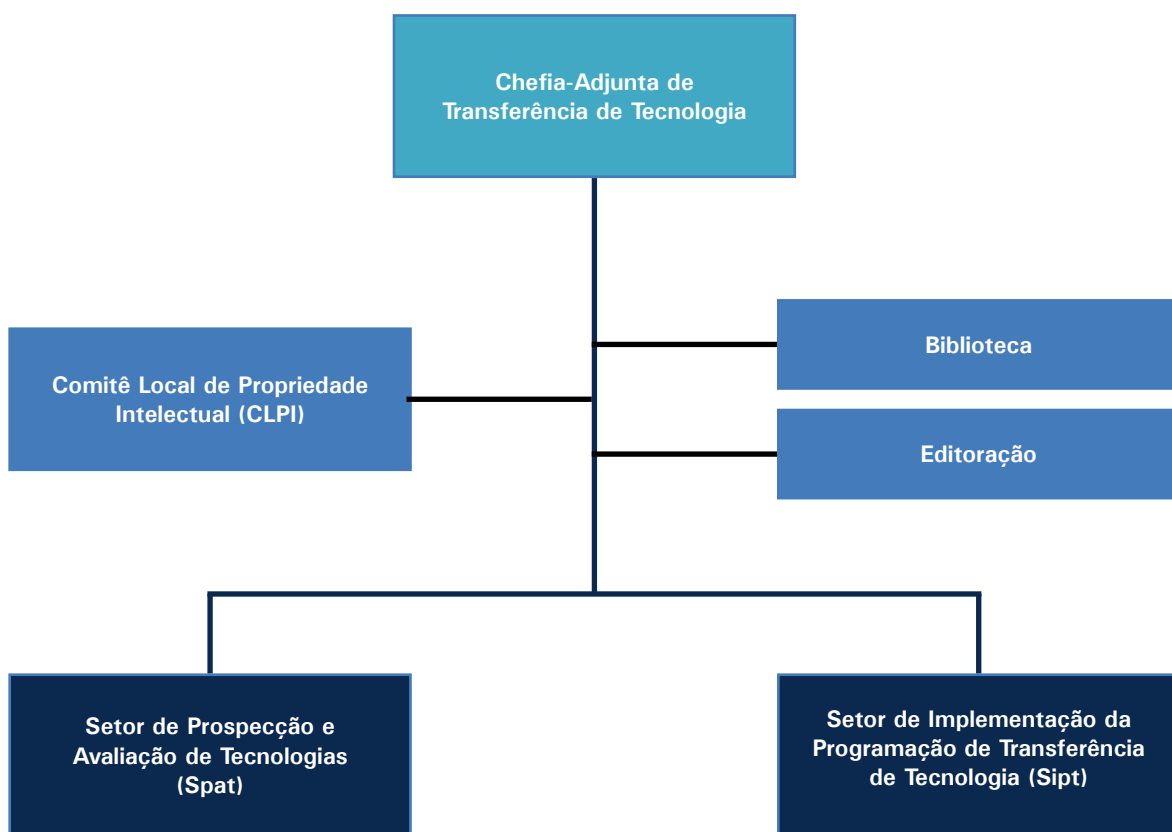 Chefia-Adjunta de
Transferência de Tecnologia
Biblioteca
Comitê Local de Propriedade
Intelectual (CLPI)
Editoração
Setor de Prospecção e
Avaliação de Tecnologias
(Spat)
Setor de Implementação da
Programação de Transferência
de Tecnologia (Sipt)